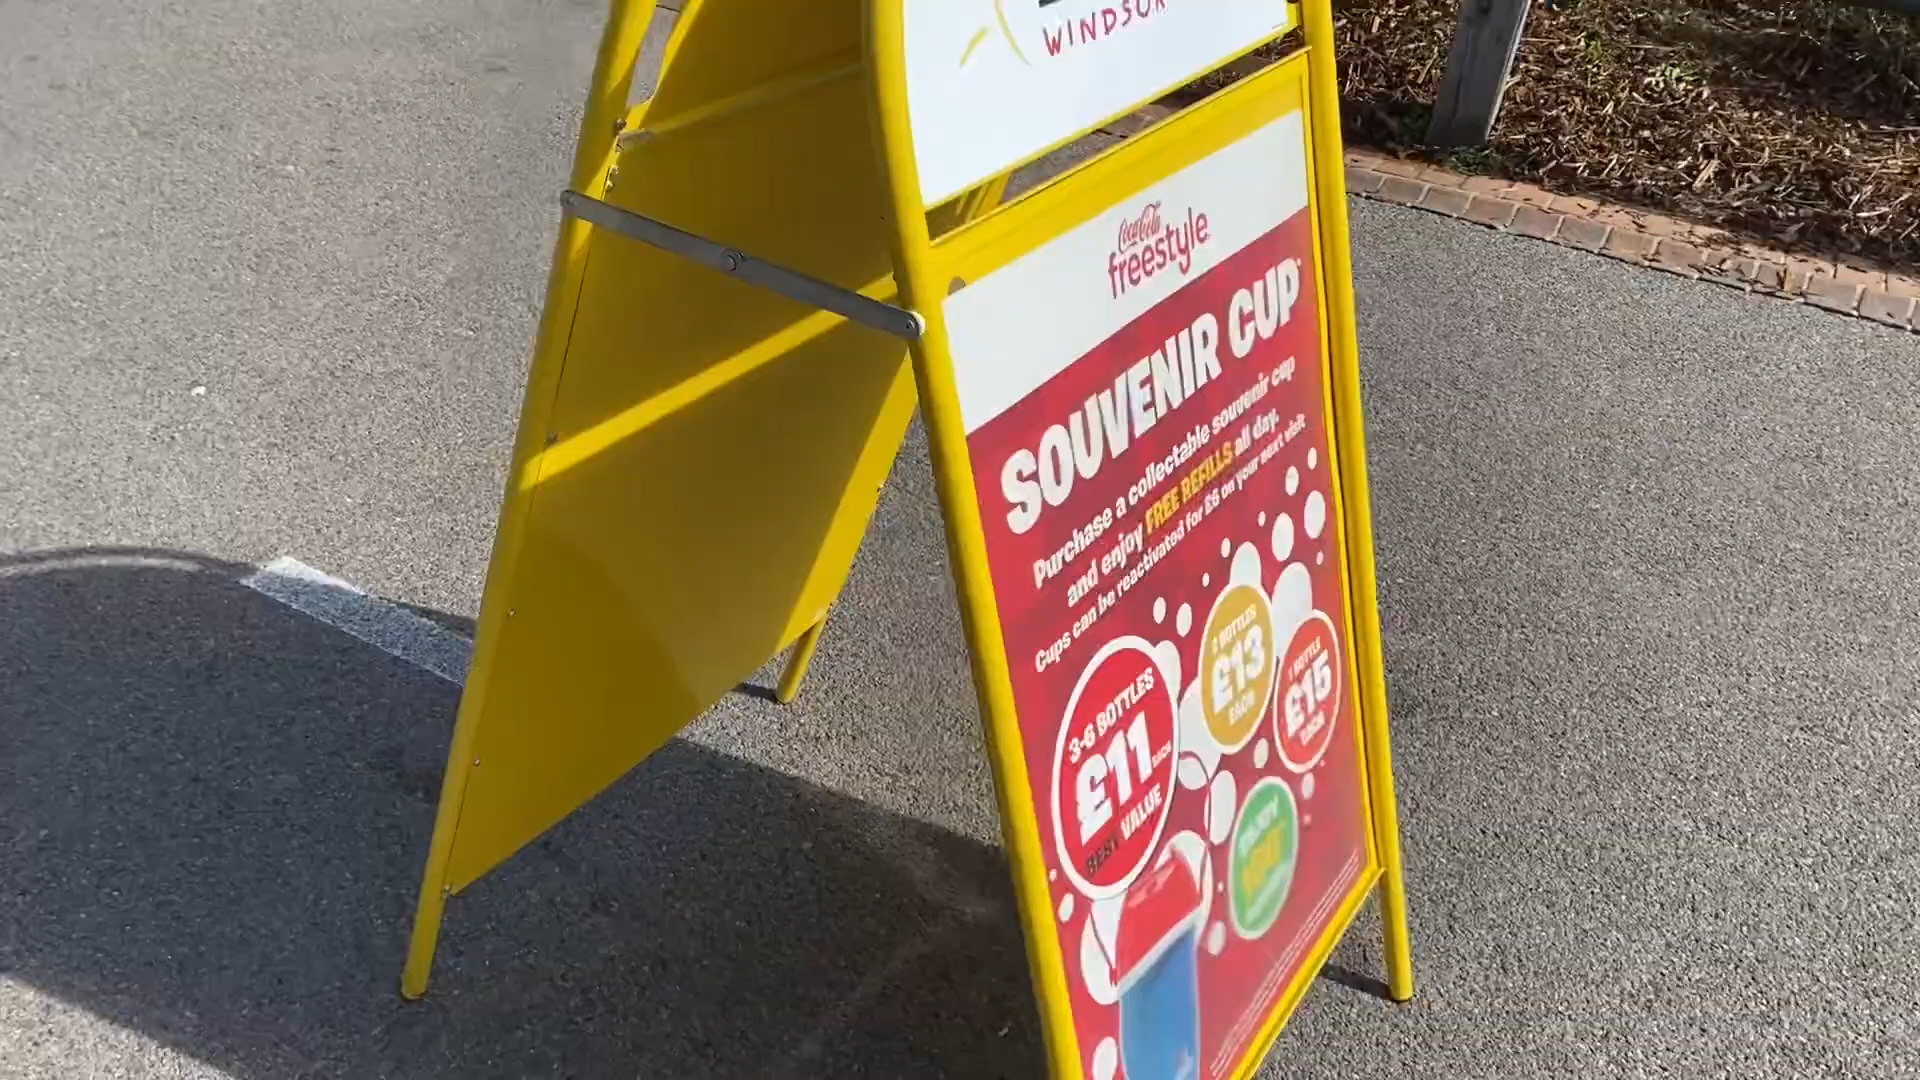 WINDSOR
Coca-Cola
freestyle
SOUVENIR CUP
Purchase a collectable souvenir cup
and enjoy FREE REFILLS all day.
Cups can be reactivated for £6 on your next visit
3-6 BOTTLES
£11 EACH
BEST VALUE
2 BOTTLES
£13
EACH
1 BOTTLE
£15
EACH